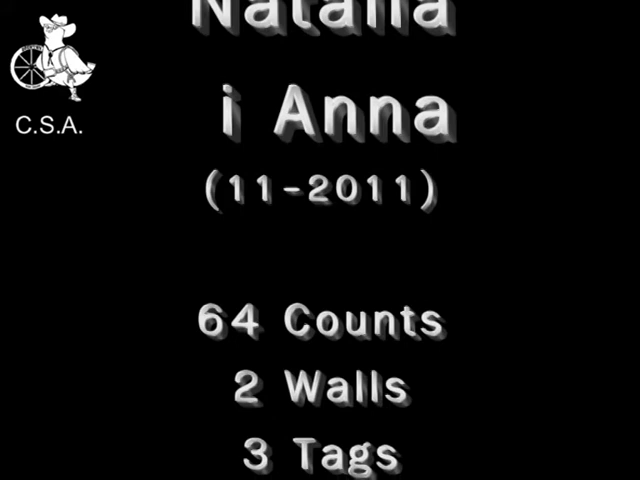 Natalia
i Anna
(11-2011)
C.S.A.
64 Counts
2 Walls
3 Tags